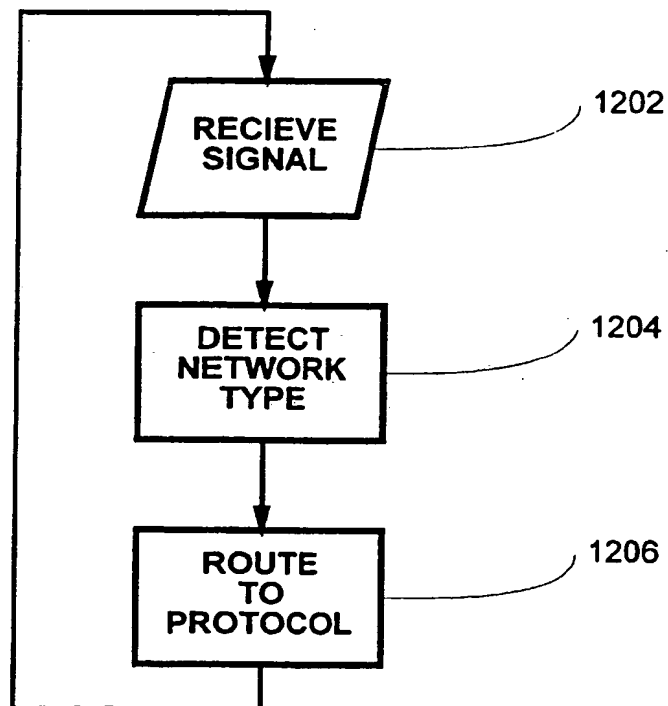 RECIEVE
SIGNAL
1202
DETECT
NETWORK
TYPE
1204
ROUTE
TO
PROTOCOL
1206